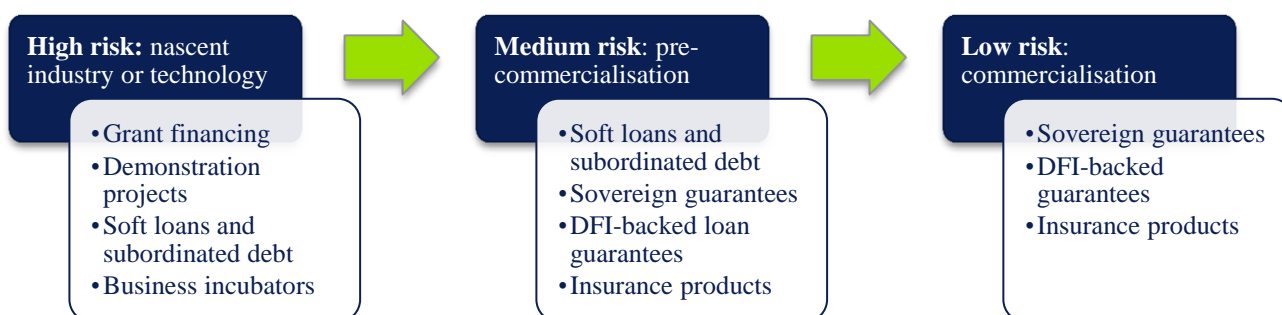 High risk: nascent
industry or technology
•Grant financing
•Demonstration
projects
•Soft loans and
subordinated debt
•Business incubators
Medium risk: pre-
commercialisation
•Soft loans and
subordinated debt
•Sovereign guarantees
•DFI-backed loan
guarantees
•Insurance products
Low risk:
commercialisation
•Sovereign guarantees
•DFI-backed
guarantees
•Insurance products